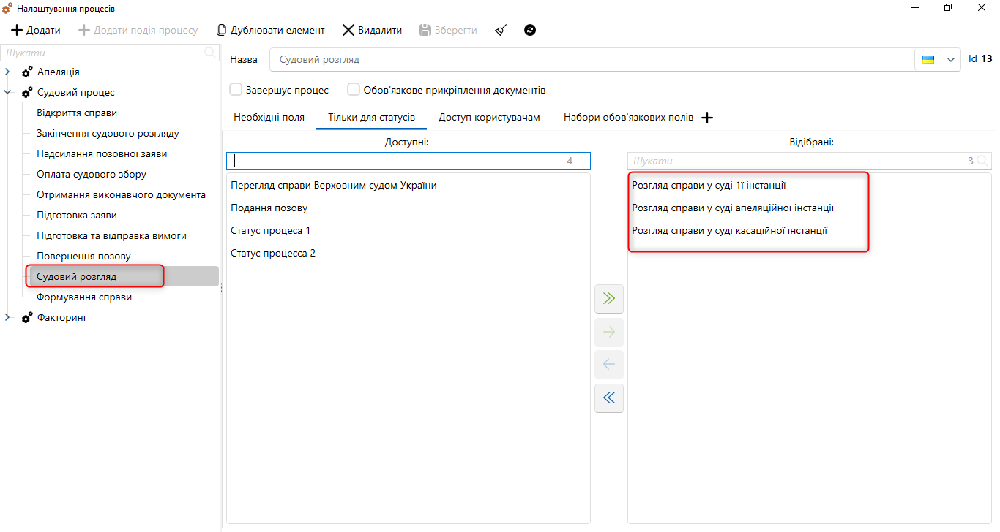 Налаштування процесів
Додати Додати подія процесу Дублювати елемент Видалити Зберегти
Шукати
Апеляція
Судовий процес
Відкриття справи
Закінчення судового розгляду
Надсилання позовної заяви
Оплата судового збору
Отримання виконавчого документа
Підготовка заяви
Підготовка та відправка вимоги
Повернення позову
Судовий розгляд
Формування справи
Факторинг
Назва Судовий розгляд Id 13
Завершує процес Обов'язкове прикріплення документів
Необхідні поля Тільки для статусів Доступ користувачам Набори обов'язкових полів
Доступні:
4
Перегляд справи Верховним судом України
Подання позову
Статус процеса 1
Статус процесса 2
Відібрані:
Шукати 3
Розгляд справи у суді 1ї інстанції
Розгляд справи у суді апеляційної інстанції
Розгляд справи у суді касаційної інстанції